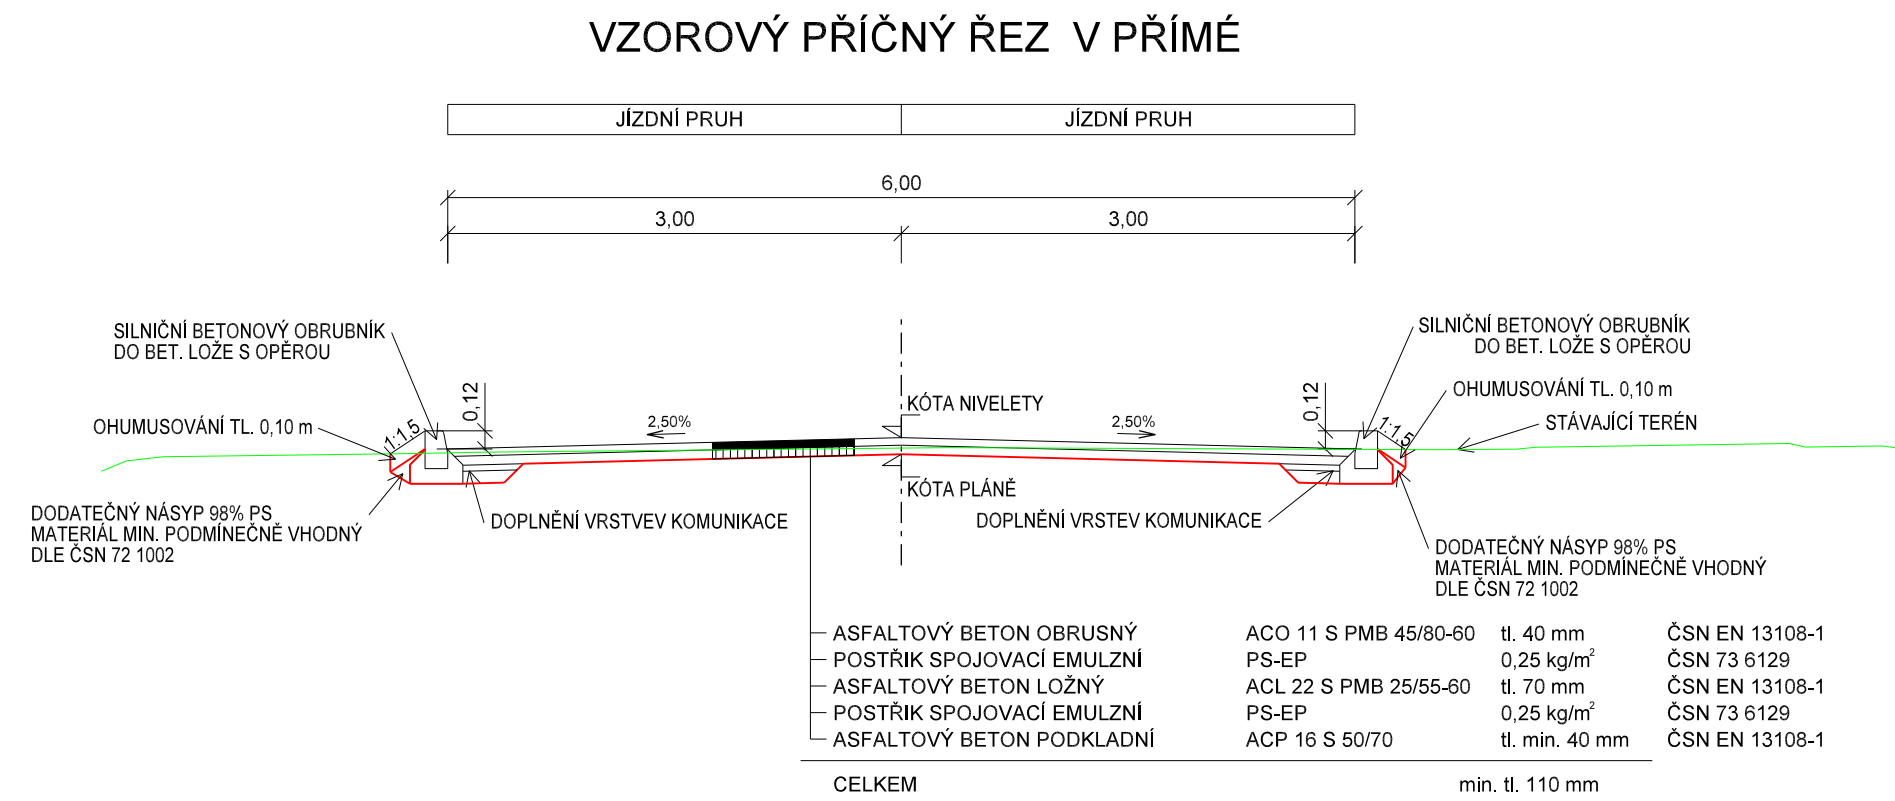 VZOROVÝ PŘÍČNÝ ŘEZ V PŘÍMÉ
JÍZDNÍ PRUH
JÍZDNÍ PRUH
6,00
3,00
3,00
SILNIČNÍ BETONOVÝ OBRUBNÍK
DO BET. LOŽE S OPĚROU
SILNIČNÍ BETONOVÝ OBRUBNÍK
DO BET. LOŽE S OPĚROU
0,12
0,12
OHUMUSOVÁNÍ TL. 0,10 m
OHUMUSOVÁNÍ TL. 0,10 m
1:1,5
1:1,5
2,50%
2,50%
KÓTA NIVELETY
STÁVAJÍCÍ TERÉN
KÓTA PLÁNĚ
DODATEČNÝ NÁSYP 98% PS
MATERIÁL MIN. PODMÍNEČNĚ VHODNÝ
DLE ČSN 72 1002
DOPLNĚNÍ VRSTVEV KOMUNIKACE
DOPLNĚNÍ VRSTEV KOMUNIKACE
DODATEČNÝ NÁSYP 98% PS
MATERIÁL MIN. PODMÍNEČNĚ VHODNÝ
DLE ČSN 72 1002
ASFALTOVÝ BETON OBRUSNÝ ACO 11 S PMB 45/80-60 tl. 40 mm ČSN EN 13108-1
POSTŘIK SPOJOVACÍ EMULZNÍ PS-EP 0,25 kg/m² ČSN 73 6129
ASFALTOVÝ BETON LOŽNÝ ACL 22 S PMB 25/55-60 tl. 70 mm ČSN EN 13108-1
POSTŘIK SPOJOVACÍ EMULZNÍ PS-EP 0,25 kg/m² ČSN 73 6129
ASFALTOVÝ BETON PODKLADNÍ ACP 16 S 50/70 tl. min. 40 mm ČSN EN 13108-1
CELKEM min. tl. 110 mm